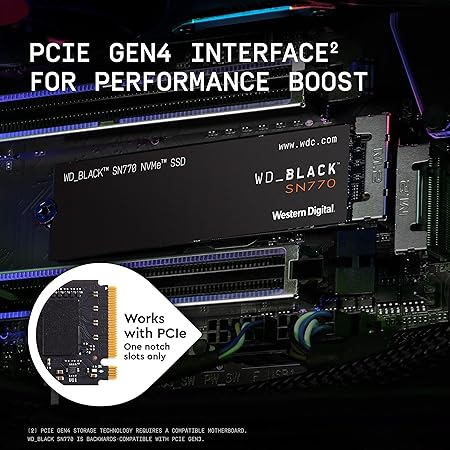 PCIE GEN4 INTERFACE²
FOR PERFORMANCE BOOST
www.wdc.com
WD_BLACK™ SN770 NVMe™ SSD
WD_BLACK™
SN770
Western Digital
M.2
Works
with PCIe
One notch
slots only
PW_SW
(2) PCIE GEN4 STORAGE TECHNOLOGY REQUIRES A COMPATIBLE MOTHERBOARD.
WD_BLACK SN770 IS BACKWARDS-COMPATIBLE WITH PCIE GEN3.